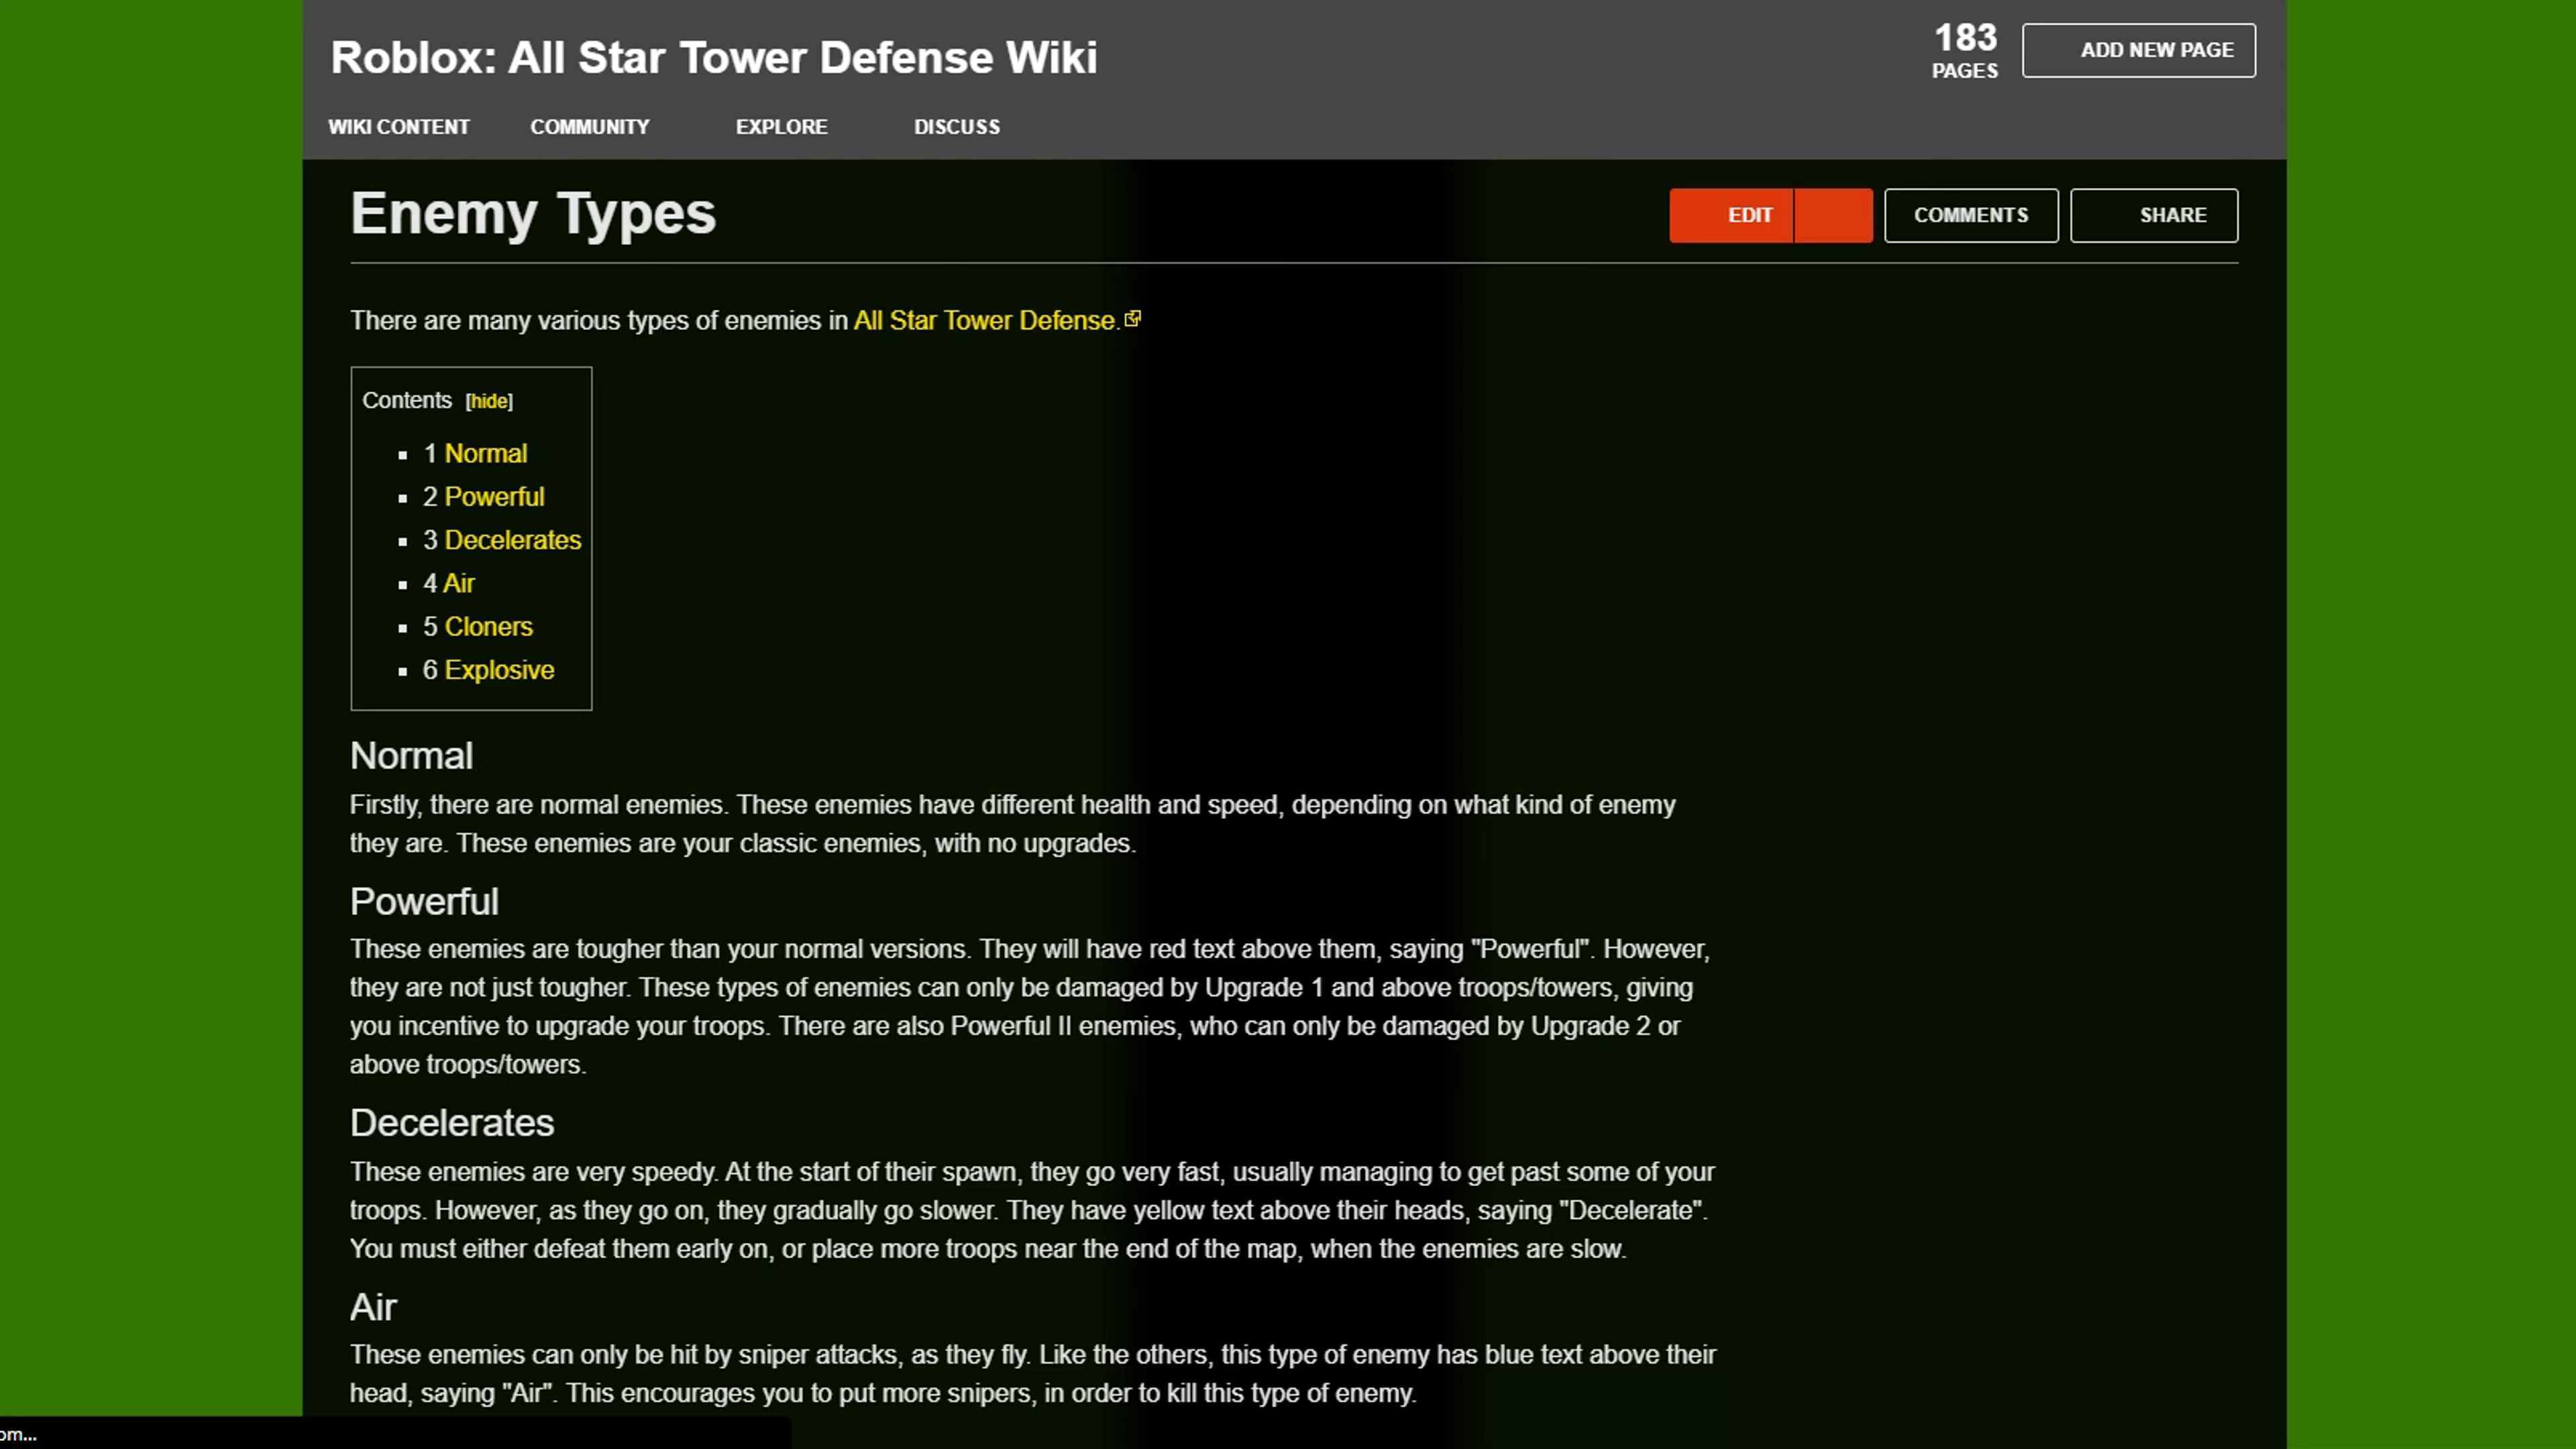 Roblox: All Star Tower Defense Wiki
183
PAGES
ADD NEW PAGE
WIKI CONTENT
COMMUNITY
EXPLORE
DISCUSS
Enemy Types
EDIT
COMMENTS
SHARE
There are many various types of enemies in All Star Tower Defense.
Contents [hide]
1 Normal
2 Powerful
3 Decelerates
4 Air
5 Cloners
6 Explosive
Normal
Firstly, there are normal enemies. These enemies have different health and speed, depending on what kind of enemy
they are. These enemies are your classic enemies, with no upgrades.
Powerful
These enemies are tougher than your normal versions. They will have red text above them, saying "Powerful". However,
they are not just tougher. These types of enemies can only be damaged by Upgrade 1 and above troops/towers, giving
you incentive to upgrade your troops. There are also Powerful II enemies, who can only be damaged by Upgrade 2 or
above troops/towers.
Decelerates
These enemies are very speedy. At the start of their spawn, they go very fast, usually managing to get past some of your
troops. However, as they go on, they gradually go slower. They have yellow text above their heads, saying "Decelerate".
You must either defeat them early on, or place more troops near the end of the map, when the enemies are slow.
Air
These enemies can only be hit by sniper attacks, as they fly. Like the others, this type of enemy has blue text above their
head, saying "Air". This encourages you to put more snipers, in order to kill this type of enemy.
om...